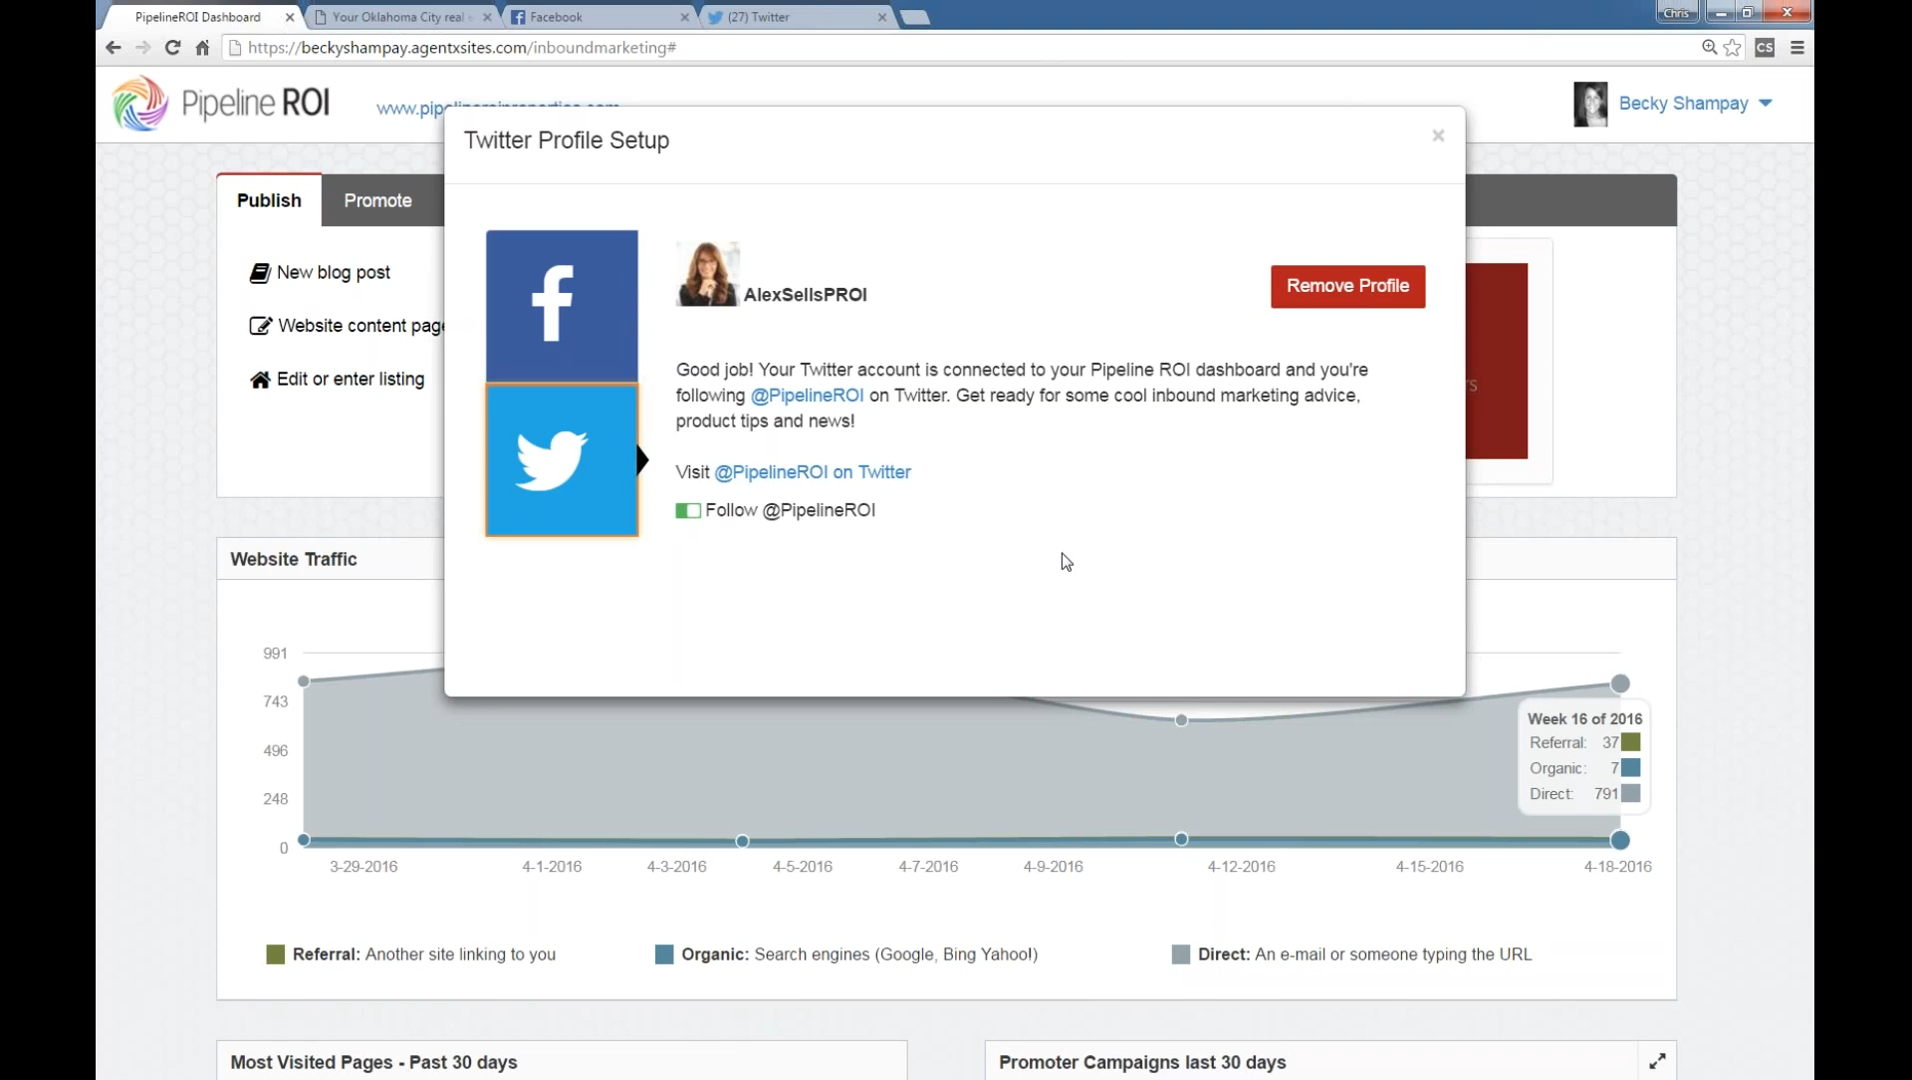 PipelineROI Dashboard
Your Oklahoma City real e
Facebook
(27) Twitter
Chris
https://beckyshampay.agentxsites.com/inboundmarketing#
CS
Pipeline ROI
www.pipelineroiproperties.com
Becky Shampay
Twitter Profile Setup
Publish
Promote
New blog post
Website content page
Edit or enter listing
AlexSellsPROI
Remove Profile
Good job! Your Twitter account is connected to your Pipeline ROI dashboard and you're
following @PipelineROI on Twitter. Get ready for some cool inbound marketing advice,
product tips and news!
Visit @PipelineROI on Twitter
Follow @PipelineROI
rs
Website Traffic
991
743
496
248
0
Week 16 of 2016
Referral: 37
Organic: 7
Direct: 791
3-29-2016 4-1-2016 4-3-2016 4-5-2016 4-7-2016 4-9-2016 4-12-2016 4-15-2016 4-18-2016
Referral: Another site linking to you
Organic: Search engines (Google, Bing Yahoo!)
Direct: An e-mail or someone typing the URL
Most Visited Pages - Past 30 days
Promoter Campaigns last 30 days